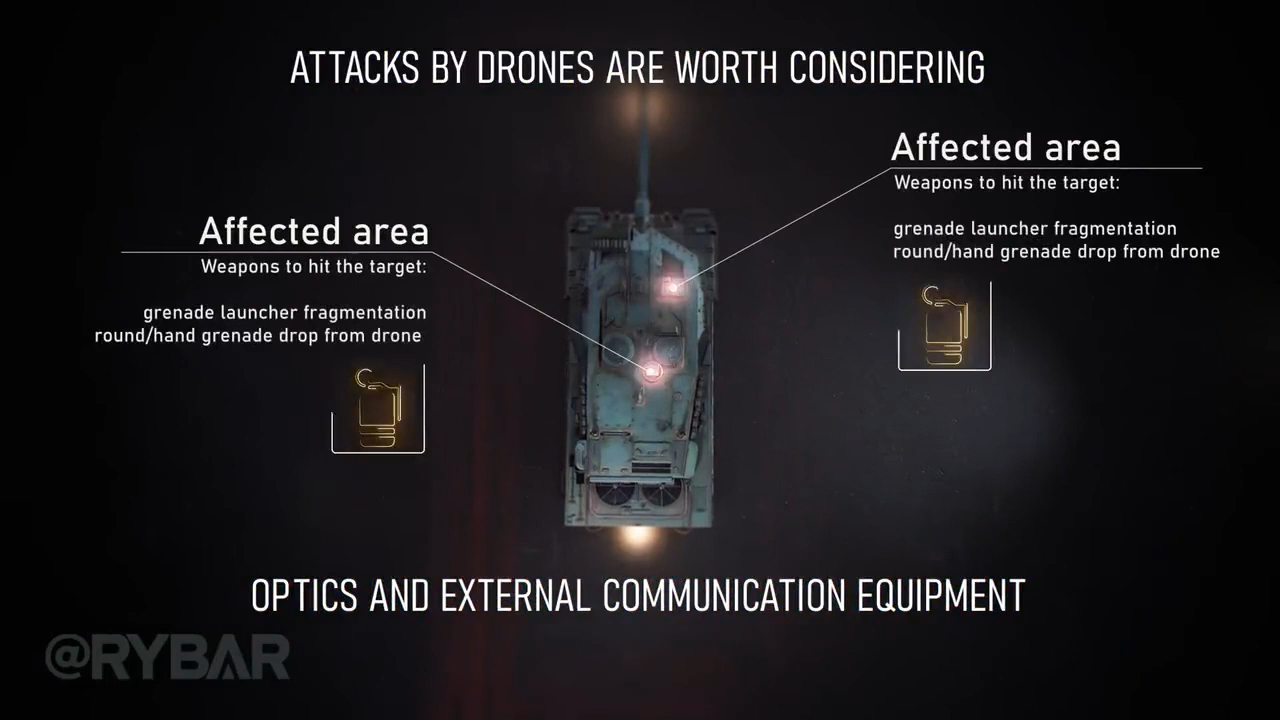 ATTACKS BY DRONES ARE WORTH CONSIDERING
Affected area
Weapons to hit the target:
grenade launcher fragmentation
round/hand grenade drop from drone
Affected area
Weapons to hit the target:
grenade launcher fragmentation
round/hand grenade drop from drone
OPTICS AND EXTERNAL COMMUNICATION EQUIPMENT
@RYBAR